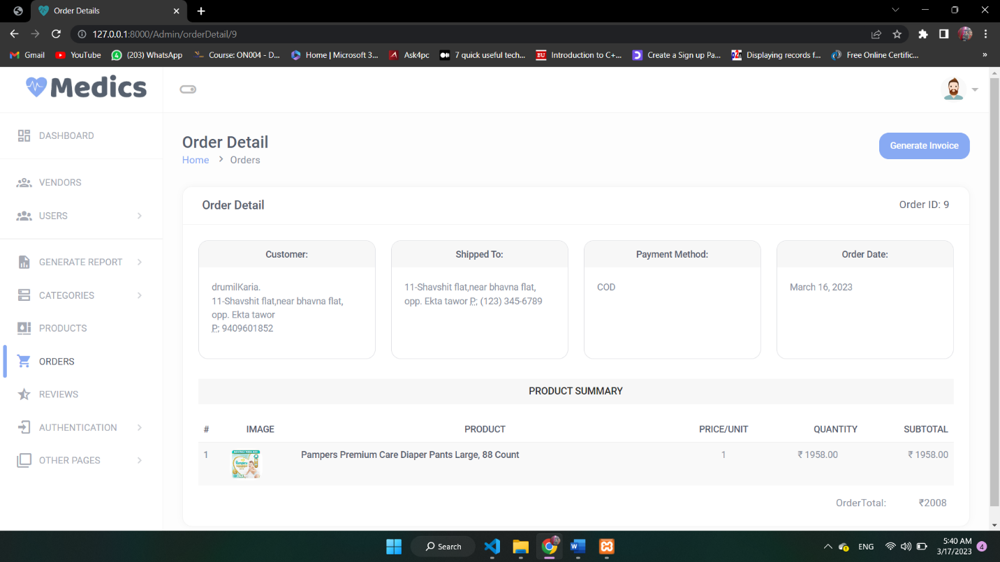 Order Details
127.0.0.1:8000/Admin/orderDetail/9
Gmail
YouTube
(203) WhatsApp
Course: ON004 - D...
Home | Microsoft 3...
Ask4pc
7 quick useful tech...
Introduction to C+...
Create a Sign up Pa...
Displaying records f...
Free Online Certific...
»
Medics
DASHBOARD
VENDORS
USERS
GENERATE REPORT
CATEGORIES
PRODUCTS
ORDERS
REVIEWS
AUTHENTICATION
OTHER PAGES
Order Detail
Home > Orders
Generate Invoice
Order Detail
Order ID: 9
Customer:
drumilKaria.
11-Shavshit flat,near bhavna flat,
opp. Ekta tawor
P: 9409601852
Shipped To:
11-Shavshit flat,near bhavna flat,
opp. Ekta tawor P: (123) 345-6789
Payment Method:
COD
Order Date:
March 16, 2023
PRODUCT SUMMARY
# IMAGE PRODUCT PRICE/UNIT QUANTITY SUBTOTAL
1 Pampers Premium Care Diaper Pants Large, 88 Count 1 ₹ 1958.00 ₹ 1958.00
OrderTotal: ₹2008
Search
ENG
5:40 AM
3/17/2023
4